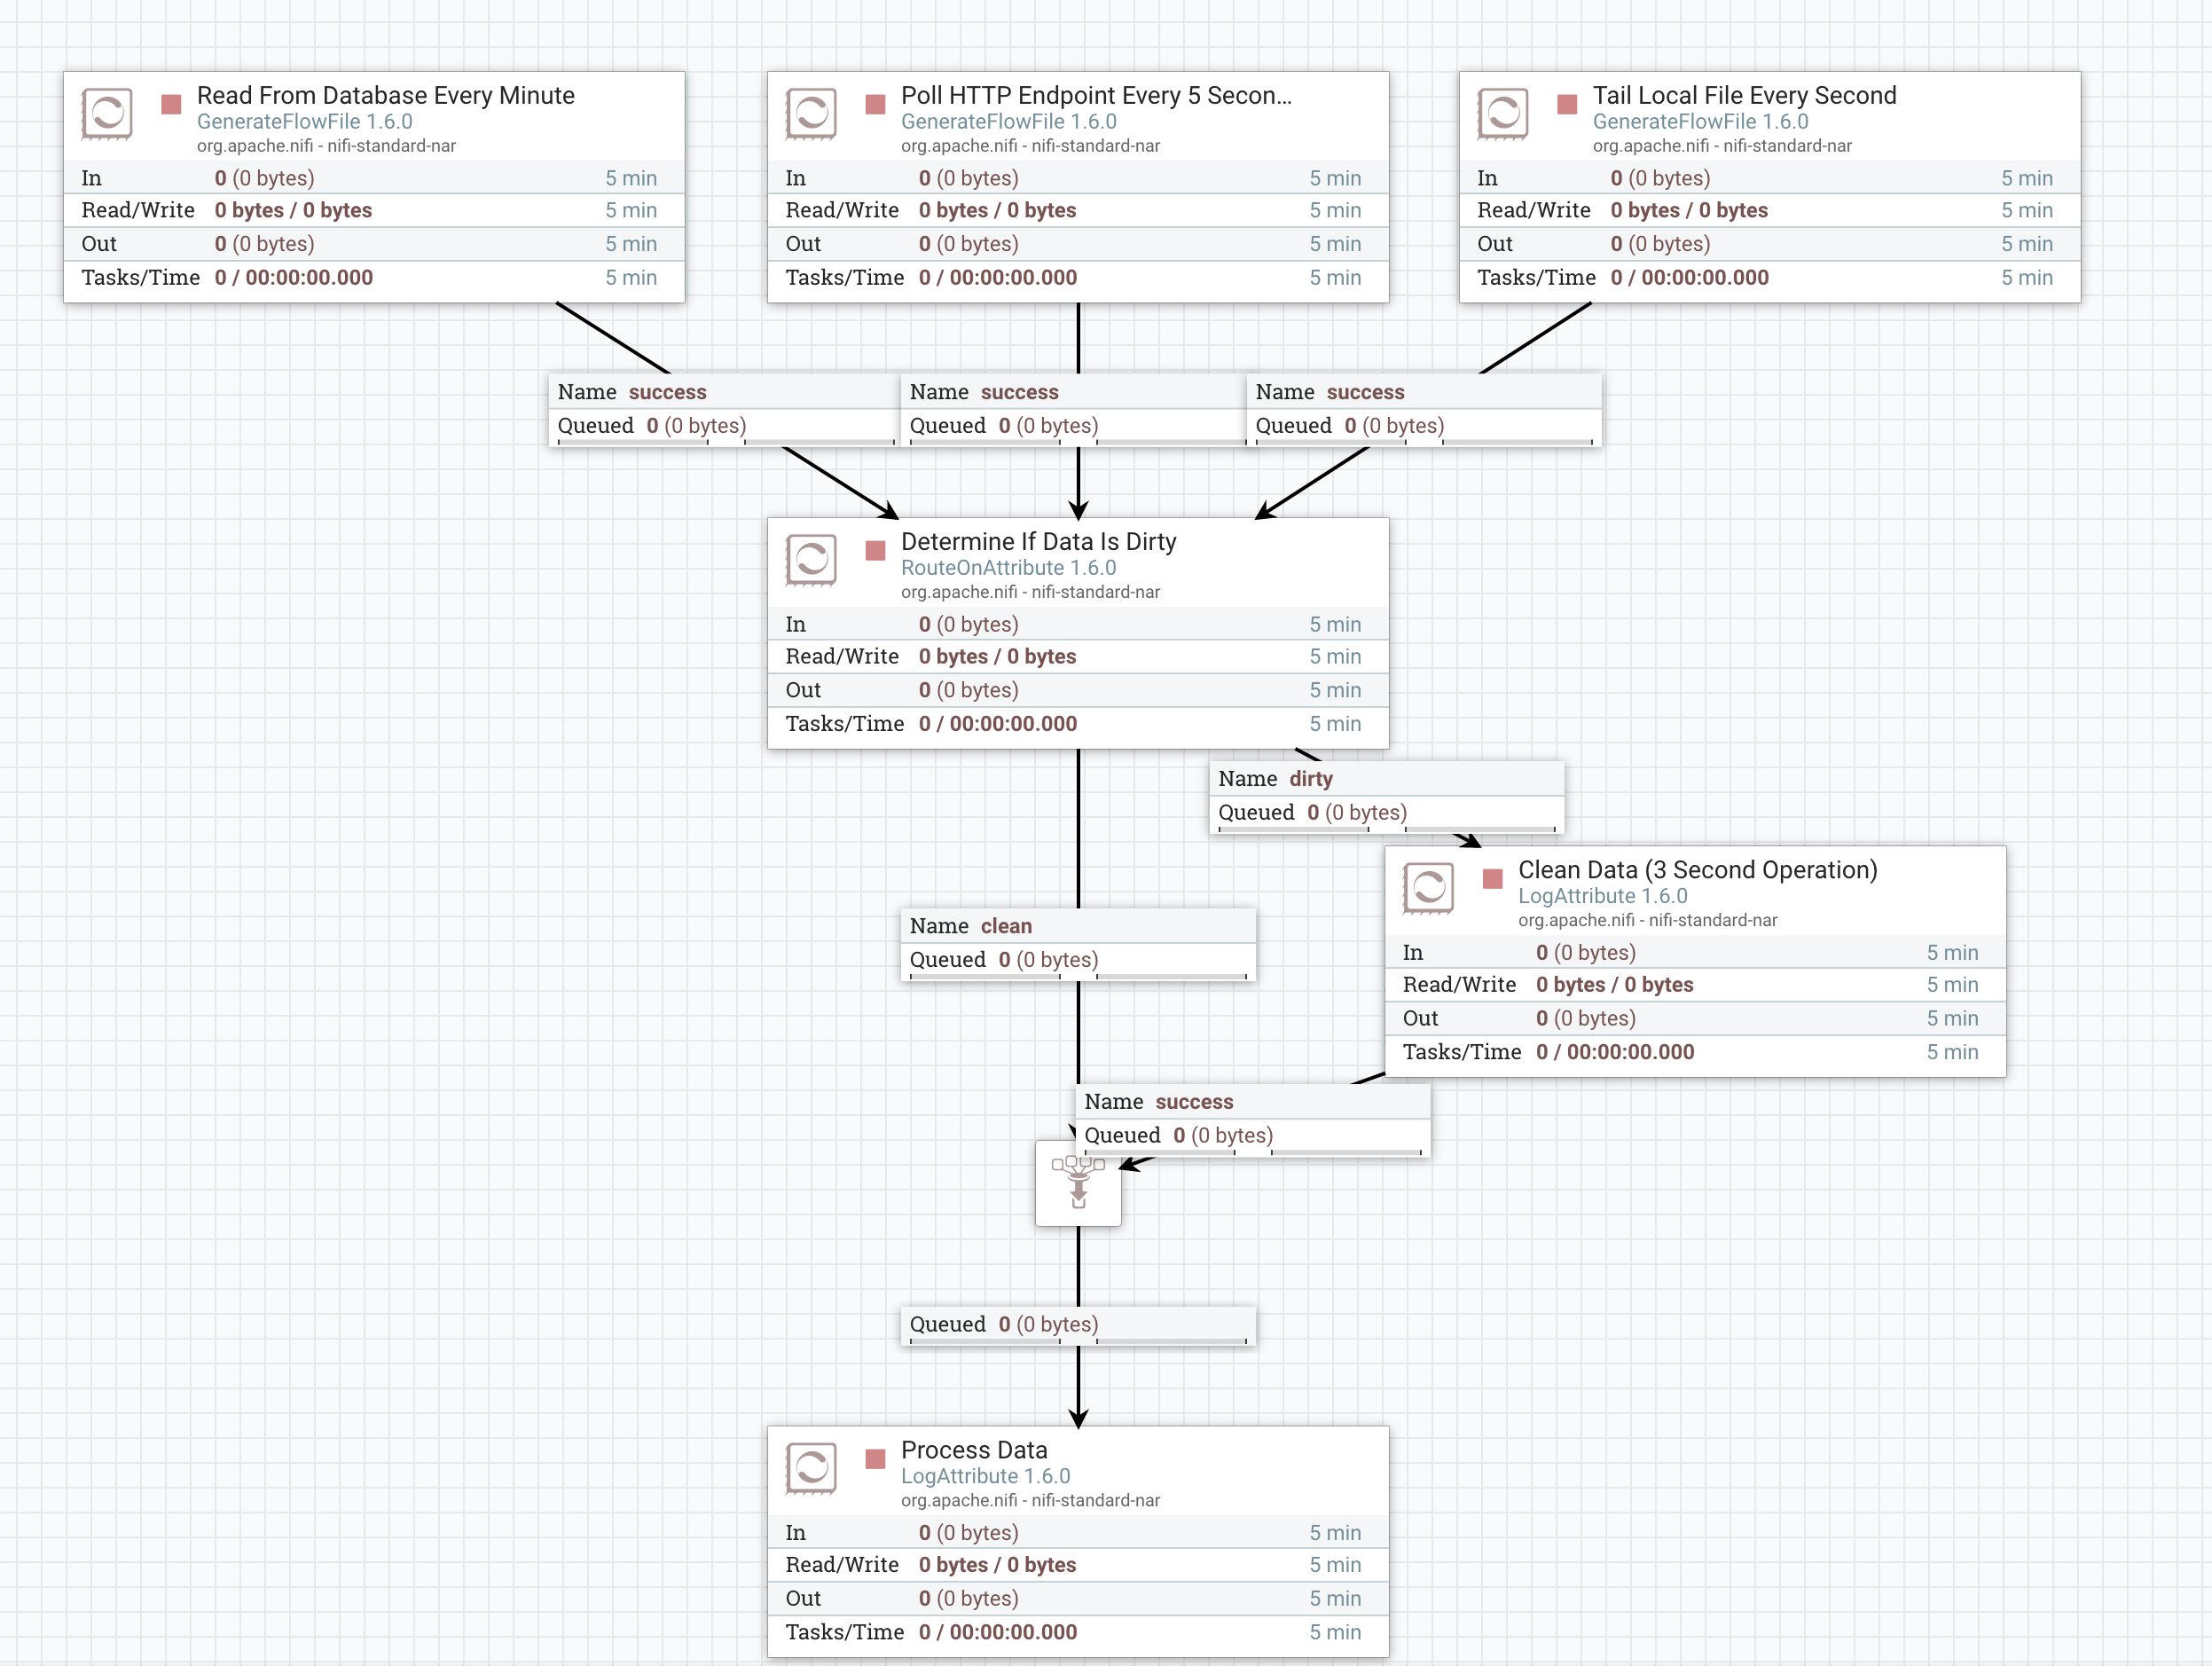 Read From Database Every Minute
GenerateFlowFile 1.6.0
org.apache.nifi - nifi-standard-nar
In 0 (0 bytes) 5 min
Read/Write 0 bytes / 0 bytes 5 min
Out 0 (0 bytes) 5 min
Tasks/Time 0 / 00:00:00.000 5 min
Poll HTTP Endpoint Every 5 Secon...
GenerateFlowFile 1.6.0
org.apache.nifi - nifi-standard-nar
In 0 (0 bytes) 5 min
Read/Write 0 bytes / 0 bytes 5 min
Out 0 (0 bytes) 5 min
Tasks/Time 0 / 00:00:00.000 5 min
Tail Local File Every Second
GenerateFlowFile 1.6.0
org.apache.nifi - nifi-standard-nar
In 0 (0 bytes) 5 min
Read/Write 0 bytes / 0 bytes 5 min
Out 0 (0 bytes) 5 min
Tasks/Time 0 / 00:00:00.000 5 min
Name success
Queued 0 (0 bytes)
Name success
Queued 0 (0 bytes)
Name success
Queued 0 (0 bytes)
Determine If Data Is Dirty
RouteOnAttribute 1.6.0
org.apache.nifi - nifi-standard-nar
In 0 (0 bytes) 5 min
Read/Write 0 bytes / 0 bytes 5 min
Out 0 (0 bytes) 5 min
Tasks/Time 0 / 00:00:00.000 5 min
Name dirty
Queued 0 (0 bytes)
Clean Data (3 Second Operation)
LogAttribute 1.6.0
org.apache.nifi - nifi-standard-nar
In 0 (0 bytes) 5 min
Read/Write 0 bytes / 0 bytes 5 min
Out 0 (0 bytes) 5 min
Tasks/Time 0 / 00:00:00.000 5 min
Name clean
Queued 0 (0 bytes)
Name success
Queued 0 (0 bytes)
Queued 0 (0 bytes)
Process Data
LogAttribute 1.6.0
org.apache.nifi - nifi-standard-nar
In 0 (0 bytes) 5 min
Read/Write 0 bytes / 0 bytes 5 min
Out 0 (0 bytes) 5 min
Tasks/Time 0 / 00:00:00.000 5 min